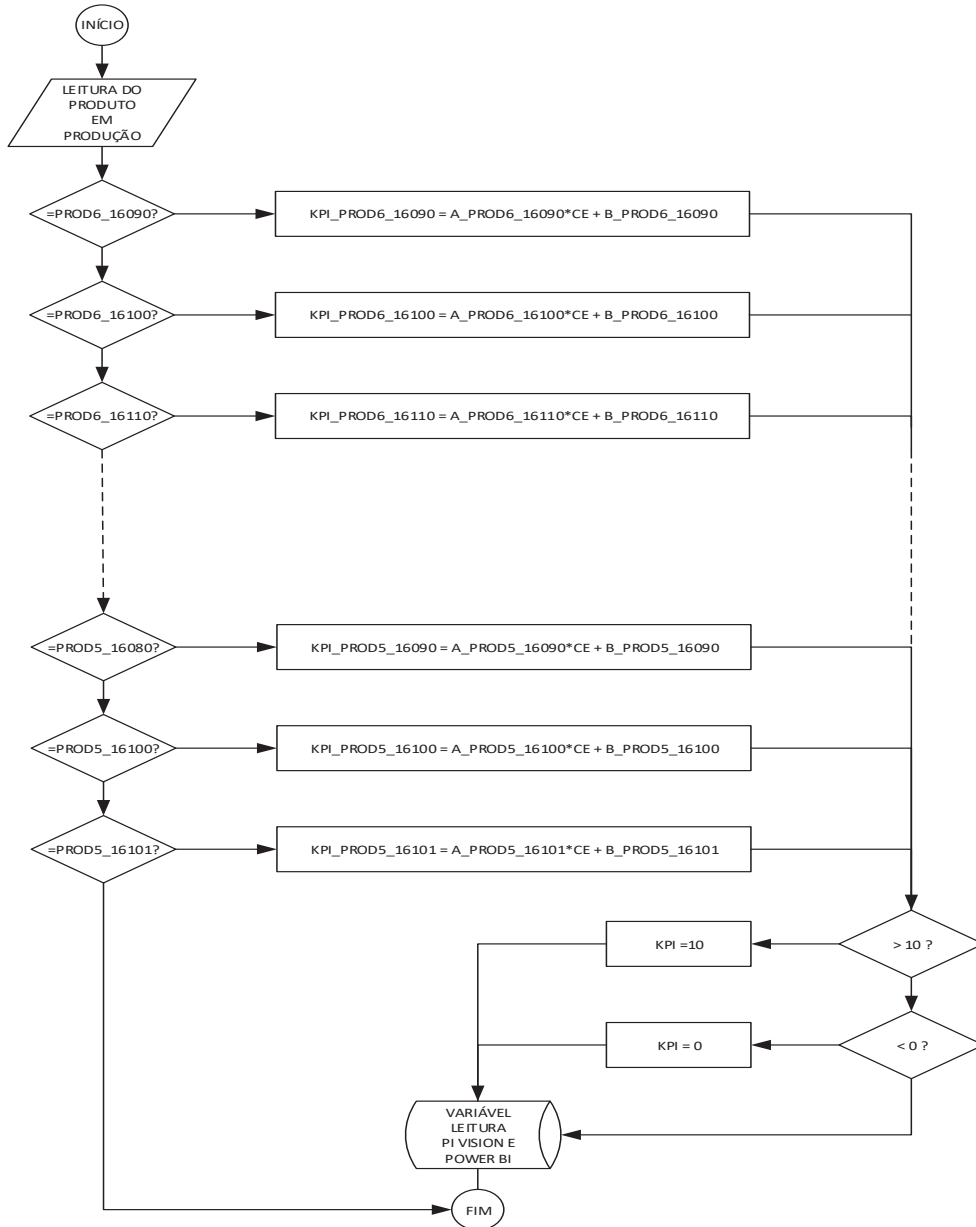 INÍCIO
LEITURA DO
PRODUTO
EM
PRODUÇÃO
=PROD6_16090?
KPI_PROD6_16090 = A_PROD6_16090*CE + B_PROD6_16090
=PROD6_16100?
KPI_PROD6_16100 = A_PROD6_16100*CE + B_PROD6_16100
=PROD6_16110?
KPI_PROD6_16110 = A_PROD6_16110*CE + B_PROD6_16110
=PROD5_16080?
KPI_PROD5_16090 = A_PROD5_16090*CE + B_PROD5_16090
=PROD5_16100?
KPI_PROD5_16100 = A_PROD5_16100*CE + B_PROD5_16100
=PROD5_16101?
KPI_PROD5_16101 = A_PROD5_16101*CE + B_PROD5_16101
> 10 ?
KPI =10
< 0 ?
KPI = 0
VARIÁVEL
LEITURA
PI VISION E
POWER BI
FIM